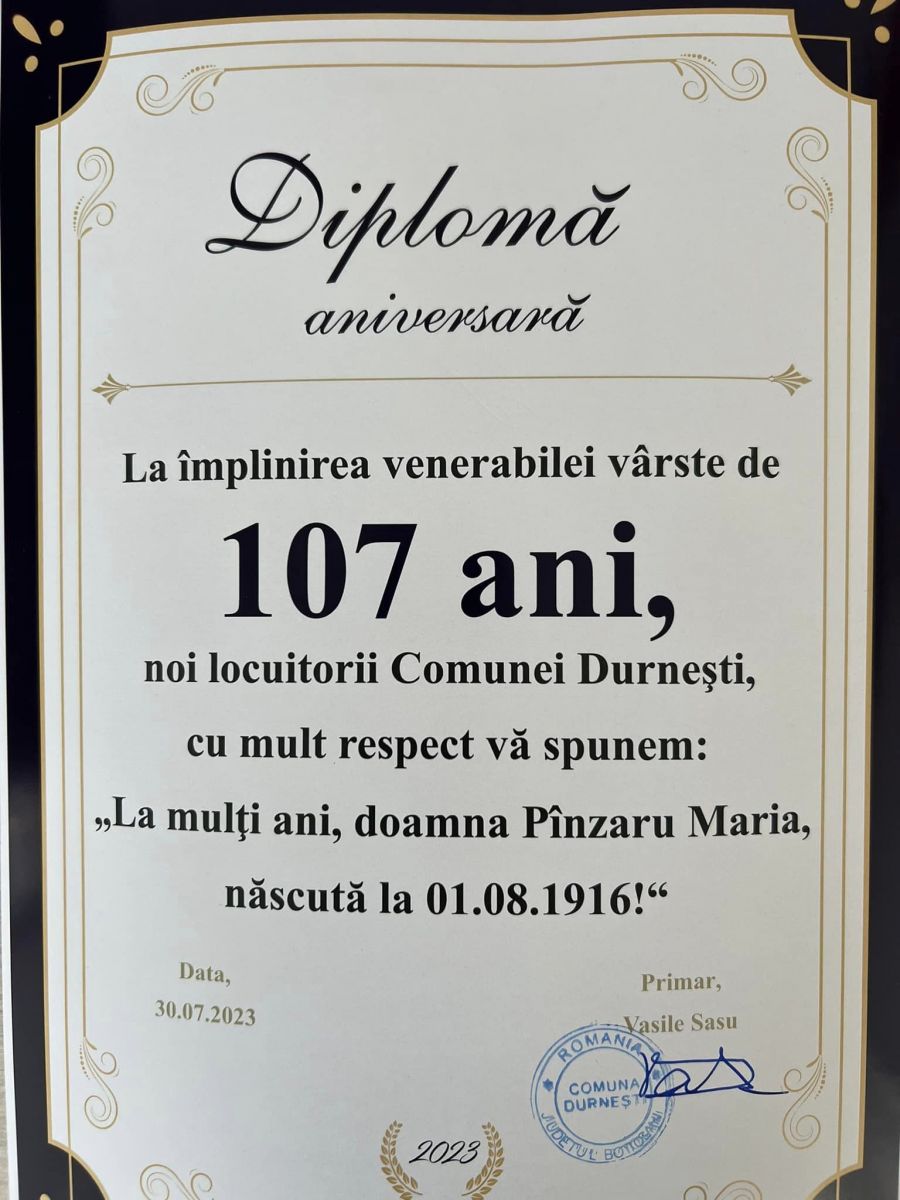 Diplomă
aniversară
La împlinirea venerabilei vârste de
107 ani,
noi locuitorii Comunei Durneşti,
cu mult respect vă spunem:
„La mulţi ani, doamna Pînzaru Maria,
născută la 01.08.1916!“
Data,
30.07.2023
Primar,
Vasile Sasu
ROMANIA
COMUNA
DURNEŞTI
JUDEŢUL BOTOŞANI
2023